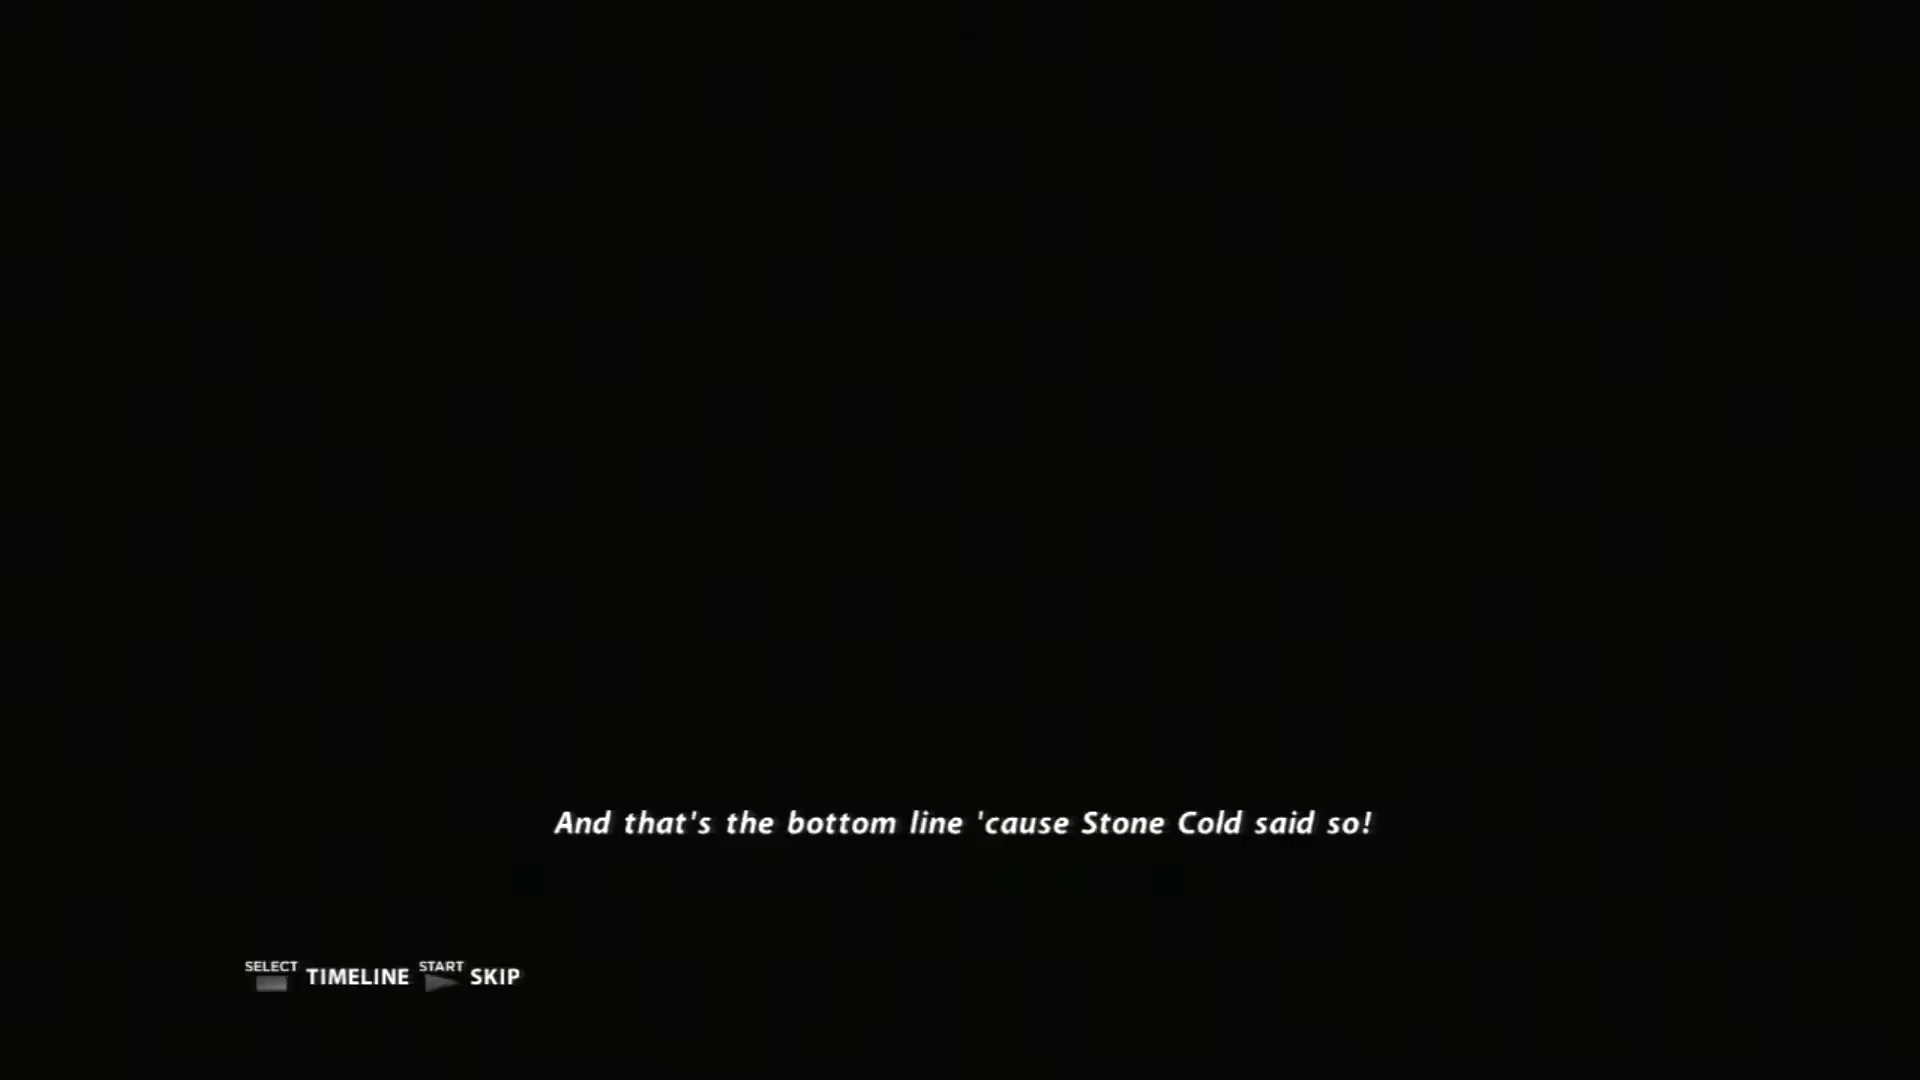 And that's the bottom line 'cause Stone Cold said so!
SELECT TIMELINE START SKIP